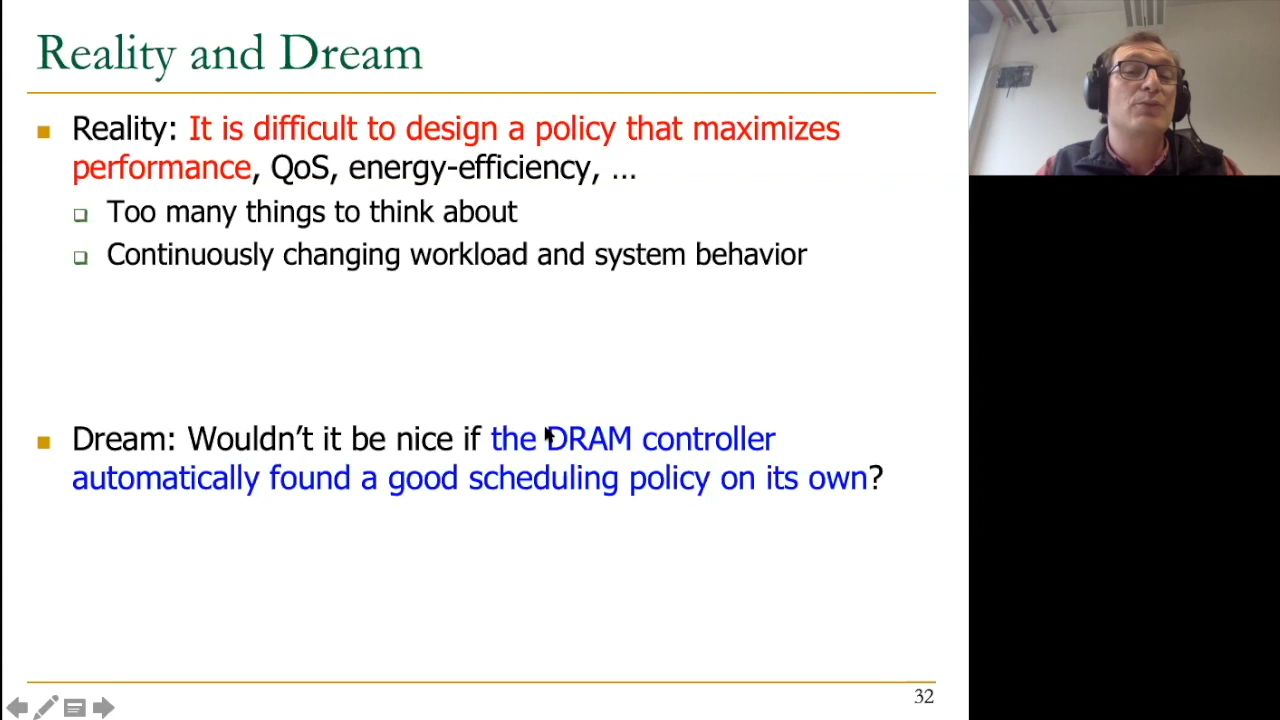 Reality and Dream
Reality: It is difficult to design a policy that maximizes
performance, QoS, energy-efficiency, …
Too many things to think about
Continuously changing workload and system behavior
Dream: Wouldn’t it be nice if the DRAM controller
automatically found a good scheduling policy on its own?
32